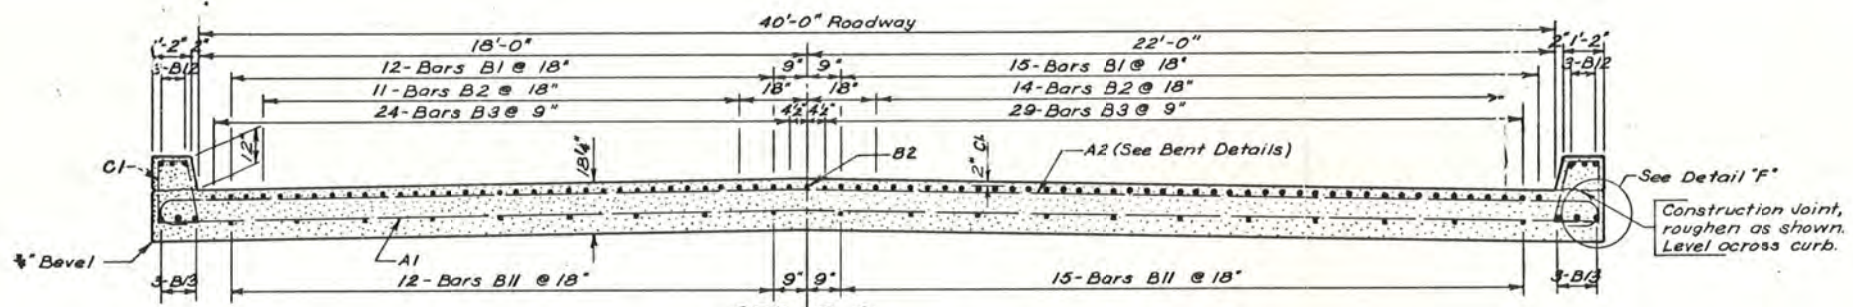 40'-0" Roadway
1'-2" 2" 18'-0" 22'-0" 2" 1'-2"
3-B12 12-Bars B1 @ 18" 9" 9" 15-Bars B1 @ 18" 3-B12
11-Bars B2 @ 18" 18" 18" 14-Bars B2 @ 18"
24-Bars B3 @ 9" 4½" 4½" 29-Bars B3 @ 9"
C1 12" 18¼" B2 2" Cl. A2 (See Bent Details)
See Detail "F"
Construction Joint,
roughen as shown.
Level across curb.
¾" Bevel A1
3-B13 12-Bars B11 @ 18" 9" 9" 15-Bars B11 @ 18" 3-B13